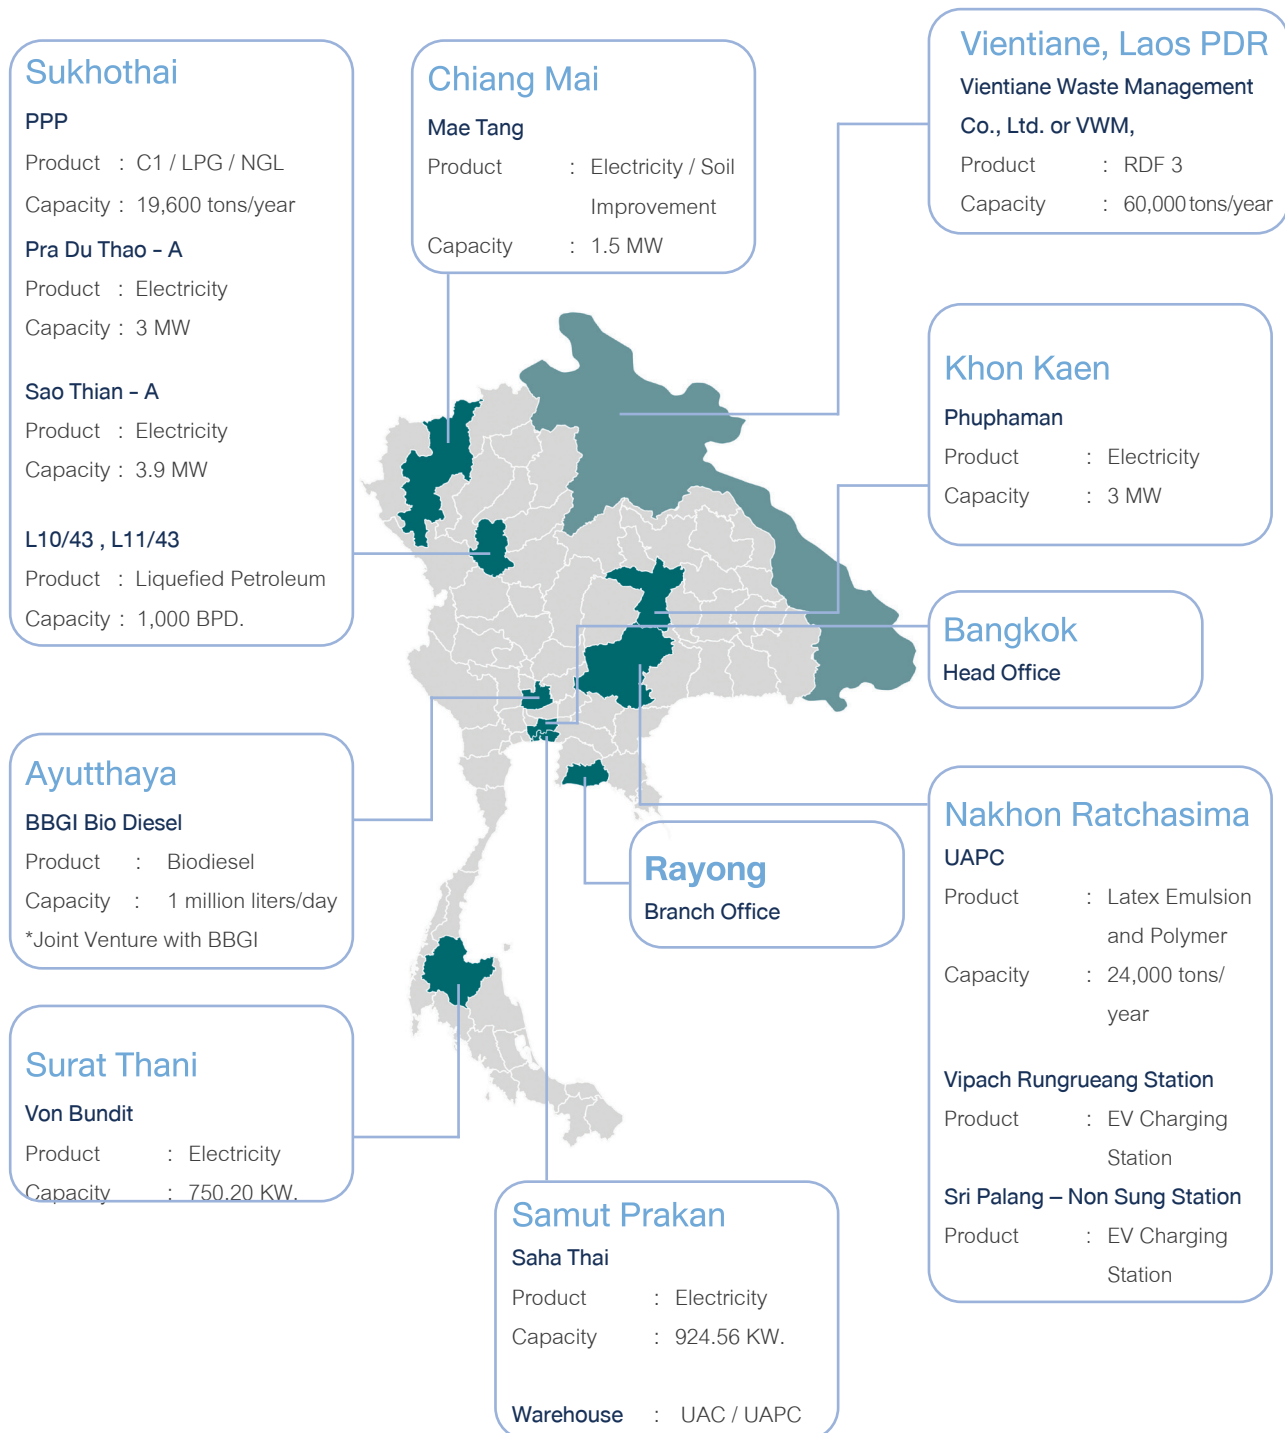 Sukhothai
PPP
Product : C1 / LPG / NGL
Capacity : 19,600 tons/year
Pra Du Thao - A
Product : Electricity
Capacity : 3 MW
Sao Thian - A
Product : Electricity
Capacity : 3.9 MW
L10/43 , L11/43
Product : Liquefied Petroleum
Capacity : 1,000 BPD.
Chiang Mai
Mae Tang
Product : Electricity / Soil
Improvement
Capacity : 1.5 MW
Vientiane, Laos PDR
Vientiane Waste Management
Co., Ltd. or VWM,
Product : RDF 3
Capacity : 60,000 tons/year
Khon Kaen
Phuphaman
Product : Electricity
Capacity : 3 MW
Bangkok
Head Office
Ayutthaya
BBGI Bio Diesel
Product : Biodiesel
Capacity : 1 million liters/day
*Joint Venture with BBGI
Rayong
Branch Office
Nakhon Ratchasima
UAPC
Product : Latex Emulsion
and Polymer
Capacity : 24,000 tons/
year
Vipach Rungrueang Station
Product : EV Charging
Station
Sri Palang – Non Sung Station
Product : EV Charging
Station
Surat Thani
Von Bundit
Product : Electricity
Capacity : 750.20 KW.
Samut Prakan
Saha Thai
Product : Electricity
Capacity : 924.56 KW.
Warehouse : UAC / UAPC